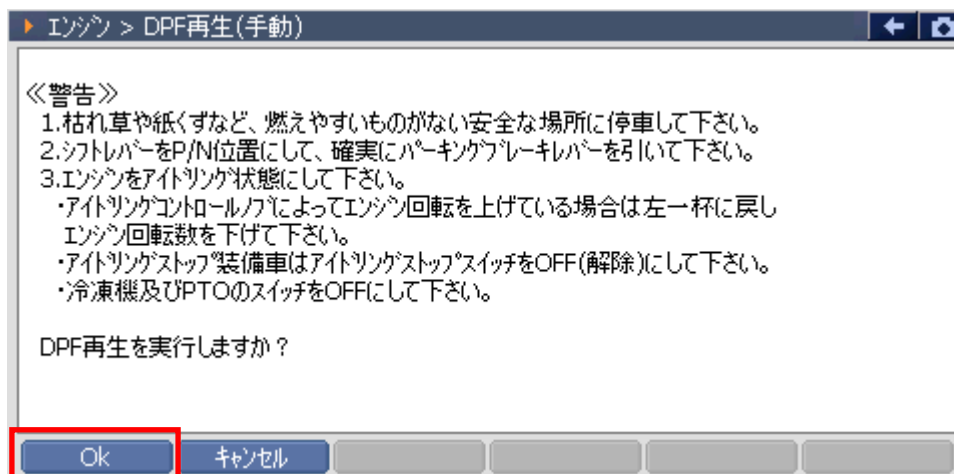 エンジン > DPF再生(手動)
≪警告≫
1.枯れ草や紙くずなど、燃えやすいものがない安全な場所に停車して下さい。
2.シフトレバーをP/N位置にして、確実にパーキングブレーキレバーを引いて下さい。
3.エンジンをアイドリング状態にして下さい。
・アイドリングコントロールノブによってエンジン回転を上げている場合は左一杯に戻し
エンジン回転数を下げて下さい。
・アイドリングストップ装備車はアイドリングストップスイッチをOFF(解除)にして下さい。
・冷凍機及びPTOのスイッチをOFFにして下さい。
DPF再生を実行しますか？
Ok キャンセル